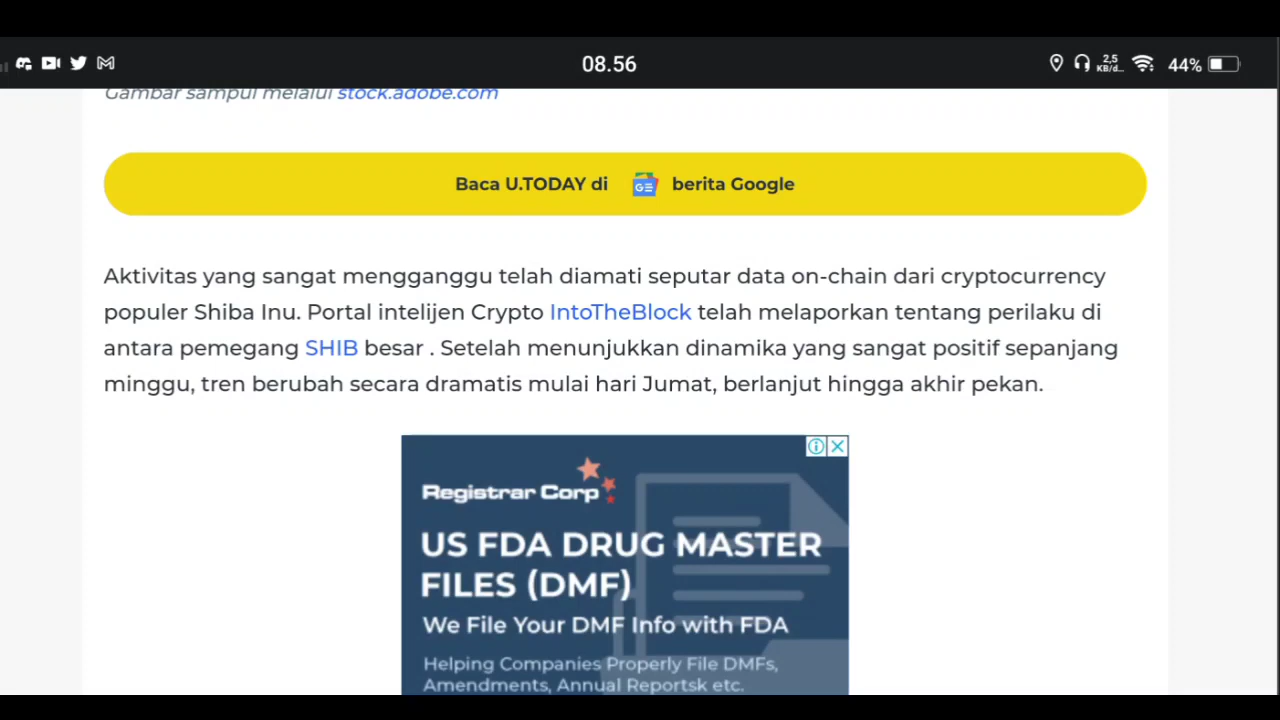 08.56
2,5
KB/d...
44%
Gambar sampul melalui stock.adobe.com
Baca U.TODAY di GE berita Google
Aktivitas yang sangat mengganggu telah diamati seputar data on-chain dari cryptocurrency
populer Shiba Inu. Portal intelijen Crypto IntoTheBlock telah melaporkan tentang perilaku di
antara pemegang SHIB besar . Setelah menunjukkan dinamika yang sangat positif sepanjang
minggu, tren berubah secara dramatis mulai hari Jumat, berlanjut hingga akhir pekan.
Registrar Corp
US FDA DRUG MASTER
FILES (DMF)
We File Your DMF Info with FDA
Helping Companies Properly File DMFs,
Amendments, Annual Reportsk etc.